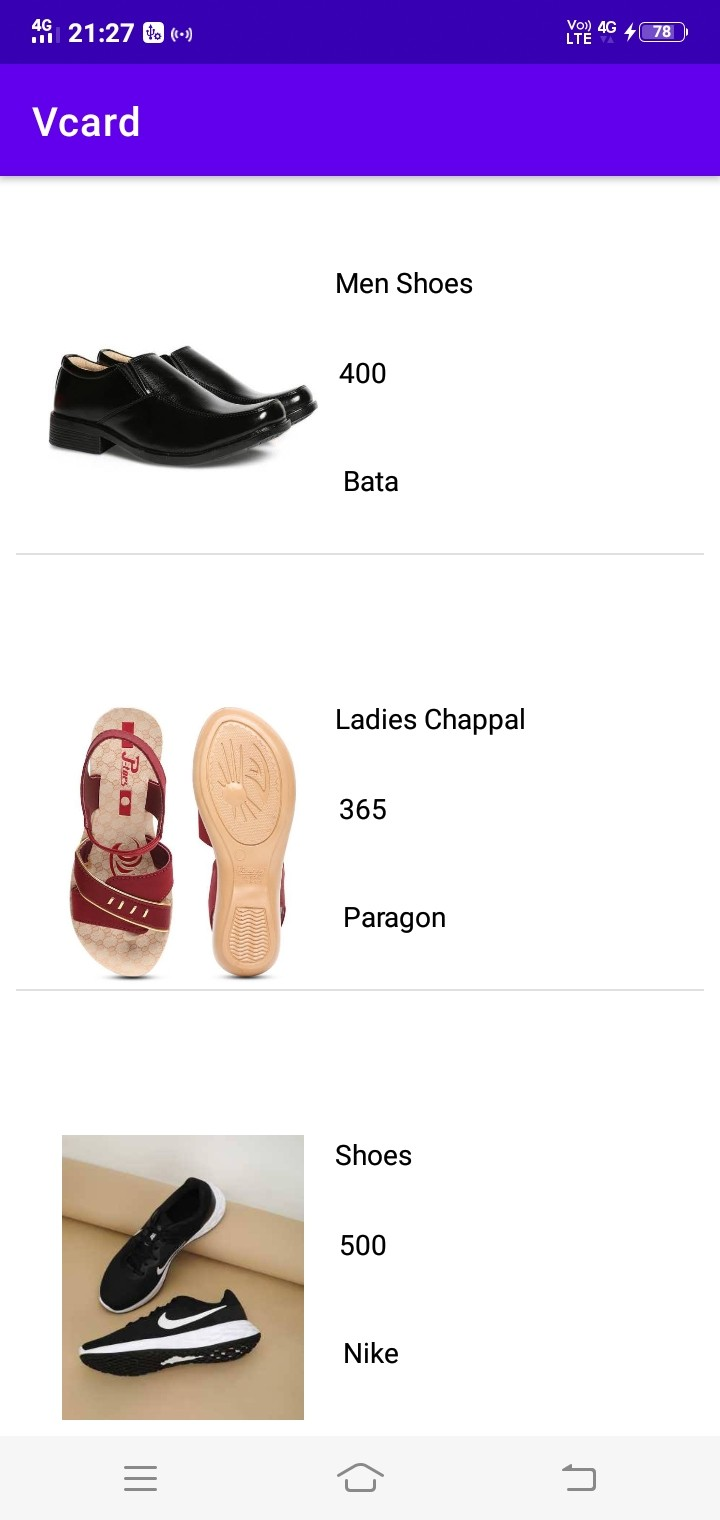 4G 21:27 Vo)) LTE 4G 78
Vcard
Men Shoes
400
Bata
Ladies Chappal
365
Paragon
Shoes
500
Nike